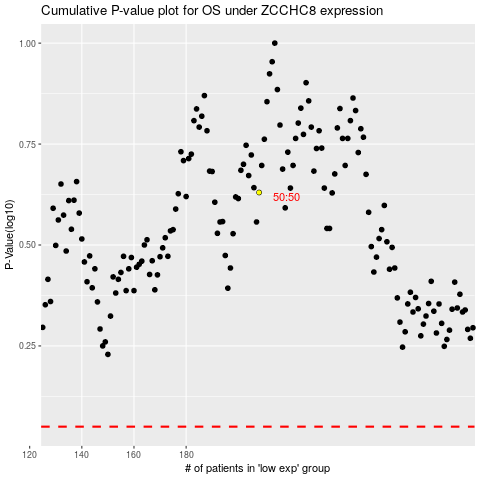 Cumulative P-value plot for OS under ZCCHC8 expression
1.00
0.75
0.50
0.25
P-Value(log10)
50:50
120 140 160 180
# of patients in 'low exp' group